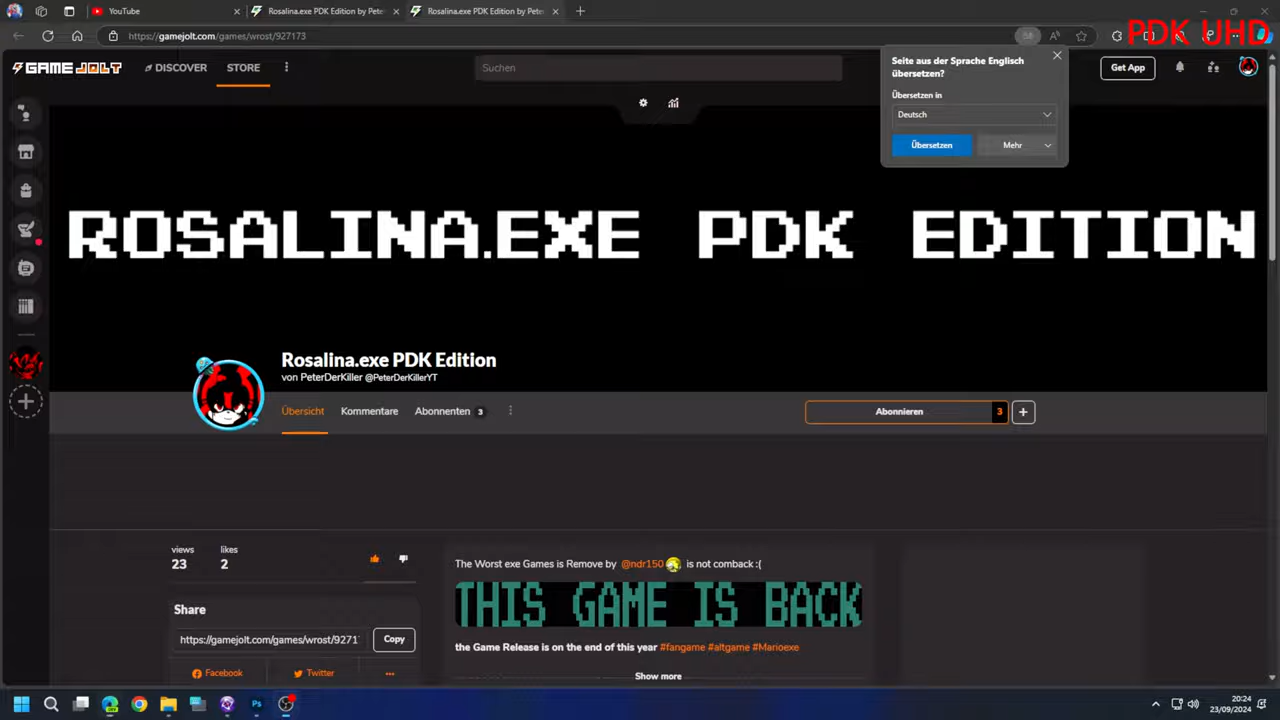 YouTube
Rosalina.exe PDK Edition by Pete
Rosalina.exe PDK Edition by Pete
https://gamejolt.com/games/wrost/927173
PDK UHD
GAME JOLT
DISCOVER
STORE
Suchen
Get App
Seite aus der Sprache Englisch
übersetzen?
Übersetzen in
Deutsch
Übersetzen
Mehr
ROSALINA.EXE PDK EDITION
Rosalina.exe PDK Edition
von PeterDerKiller @PeterDerKillerYT
Übersicht
Kommentare
Abonnenten 3
Abonnieren 3
views
23
likes
2
The Worst exe Games is Remove by @ndr150 is not comback :(
THIS GAME IS BACK
the Game Release is on the end of this year #fangame #altgame #Marioexe
Show more
Share
https://gamejolt.com/games/wrost/9271
Copy
Facebook
Twitter
20:24
23/09/2024